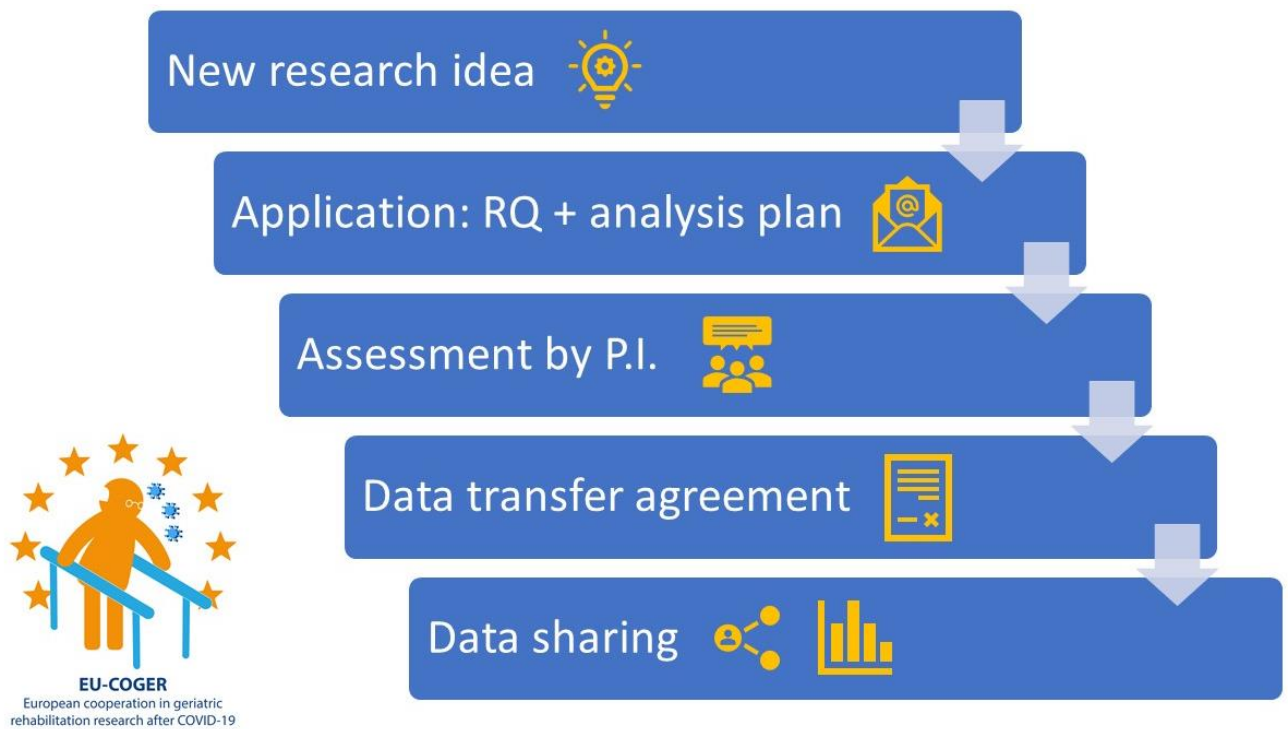 New research idea
Application: RQ + analysis plan
Assessment by P.I.
Data transfer agreement
Data sharing
EU-COGER
European cooperation in geriatric
rehabilitation research after COVID-19